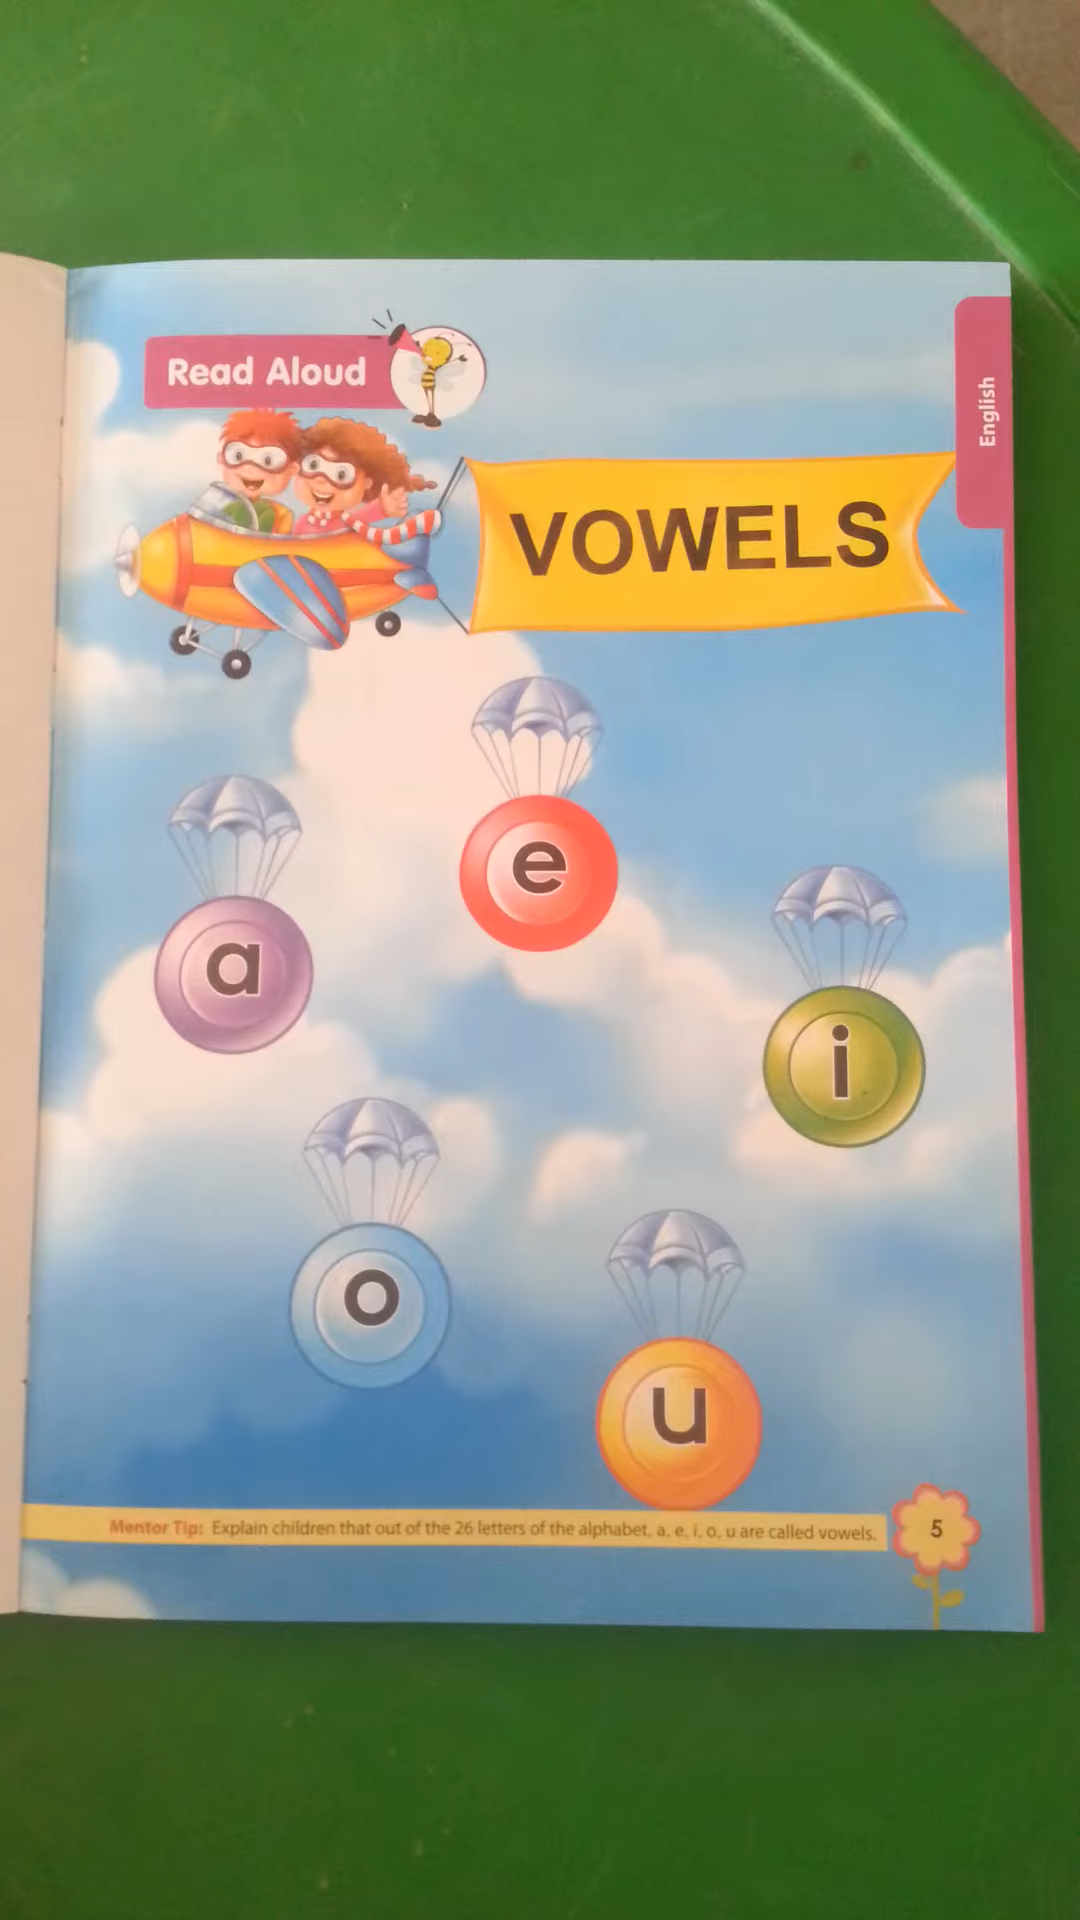 Read Aloud
English
VOWELS
e
a
i
o
u
Mentor Tip: Explain children that out of the 26 letters of the alphabet, a, e, i, o, u are called vowels.
5